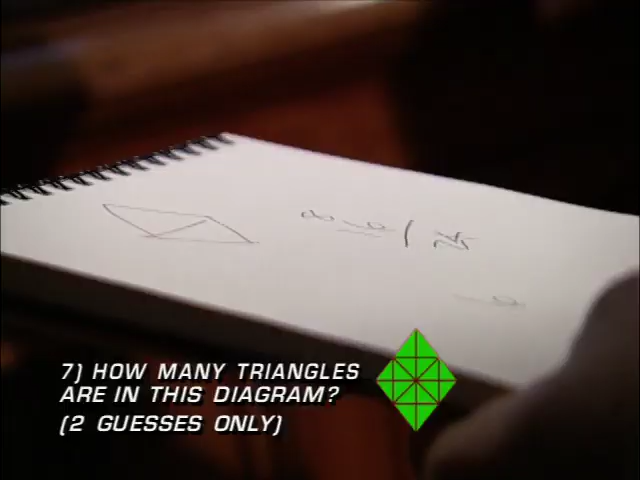 7) HOW MANY TRIANGLES
ARE IN THIS DIAGRAM?
(2 GUESSES ONLY)